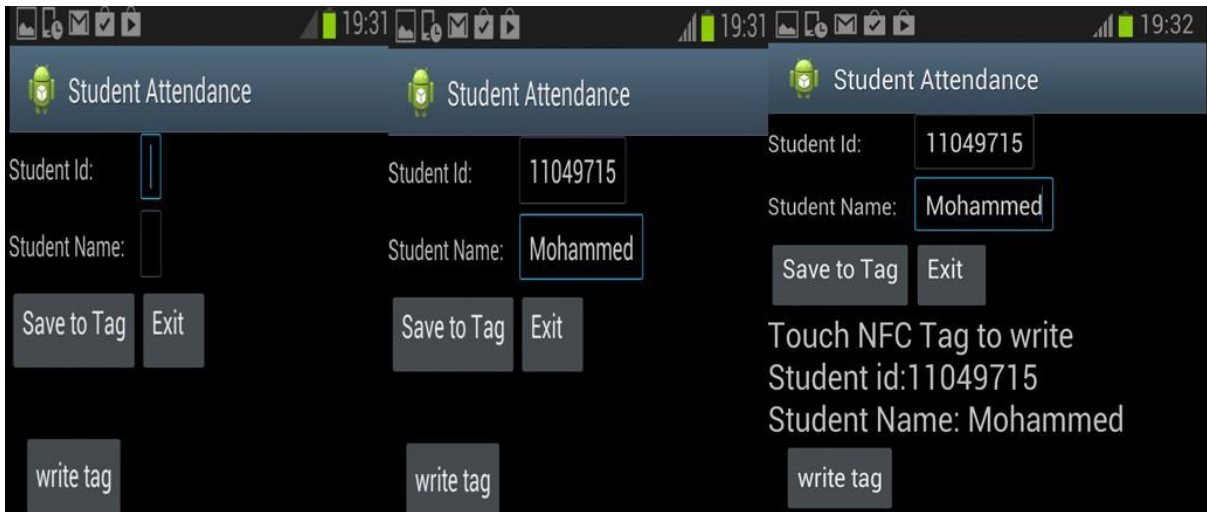 19:31
Student Attendance
Student Id:
Student Name:
Save to Tag Exit
write tag
19:31
Student Attendance
Student Id: 11049715
Student Name: Mohammed
Save to Tag Exit
write tag
19:32
Student Attendance
Student Id: 11049715
Student Name: Mohammed
Save to Tag Exit
Touch NFC Tag to write
Student id:11049715
Student Name: Mohammed
write tag